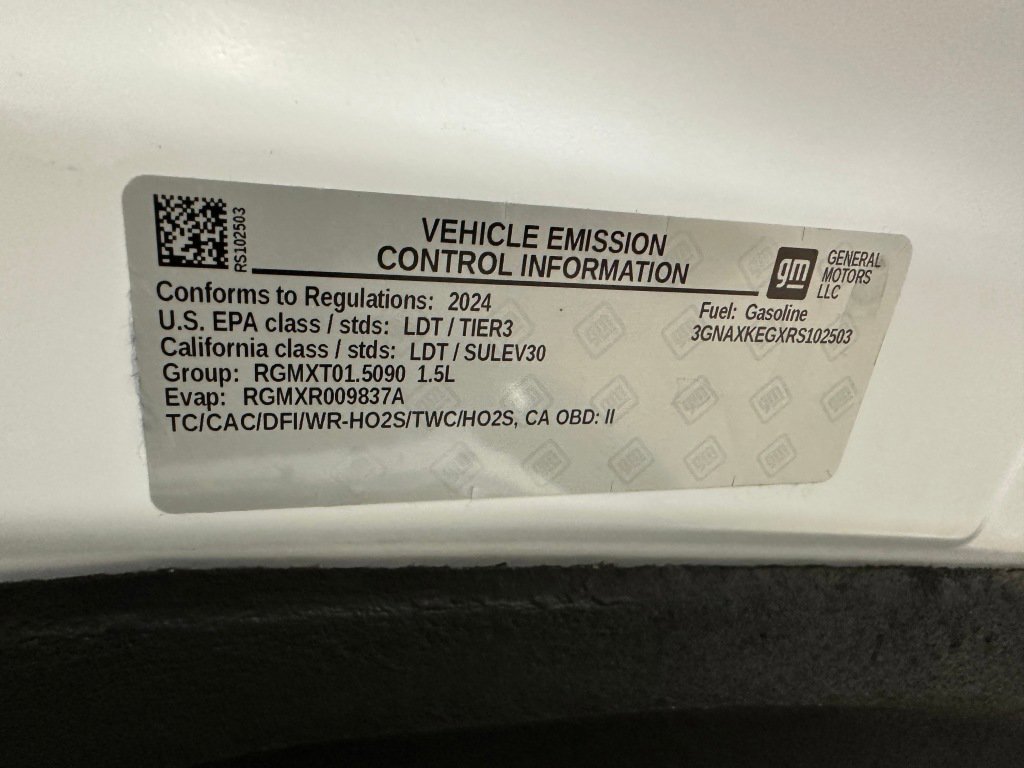 RS102503
VEHICLE EMISSION
CONTROL INFORMATION
gm
GENERAL
MOTORS
LLC
Conforms to Regulations: 2024
U.S. EPA class / stds: LDT / TIER3
California class / stds: LDT / SULEV30
Group: RGMXT01.5090 1.5L
Evap: RGMXR009837A
TC/CAC/DFI/WR-HO2S/TWC/HO2S, CA OBD: II
Fuel: Gasoline
3GNAXKEGXRS102503